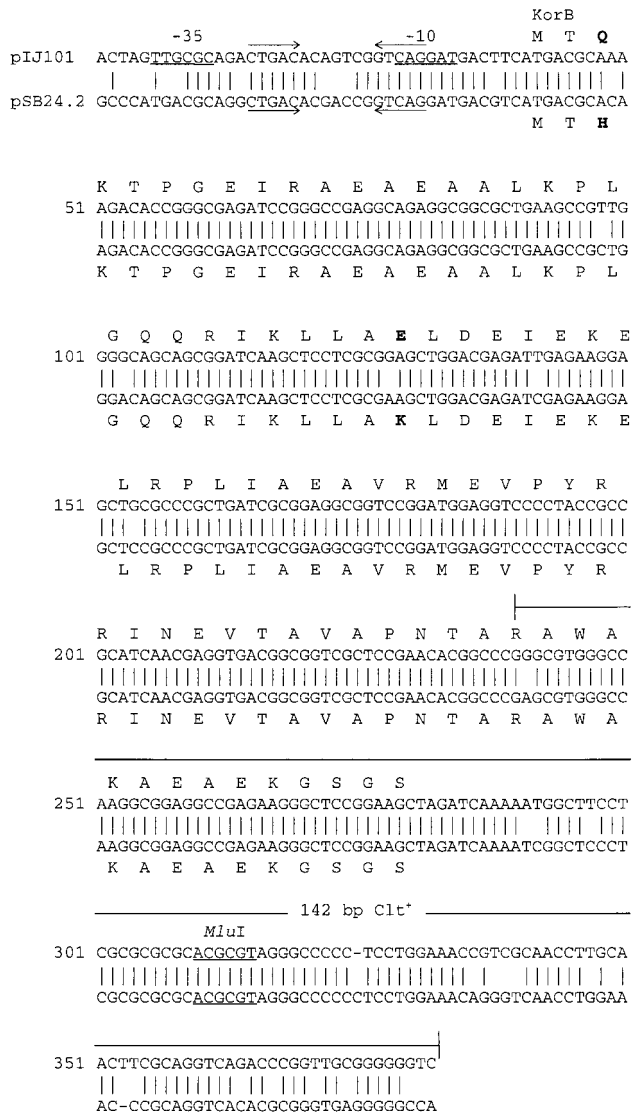 KorB
-35 -10 M T Q
pIJ101 ACTAGTTGCGCAGACTGACACAGTCGGTCAGGATGACTTCATGACGCAAA
pSB24.2 GCCCATGACGCAGGCTGACACGACCGGTCAGGATGACGTCATGACGCACA
M T H
K T P G E I R A E A E A A L K P L
51 AGACACCGGGCGAGATCCGGGCCGAGGCAGAGGCGGCGCTGAAGCCGTTG
AGACACCGGGCGAGATCCGGGCCGAGGCAGAGGCGGCGCTGAAGCCGCTG
K T P G E I R A E A E A A L K P L
G Q Q R I K L L A E L D E I E K E
101 GGGCAGCAGCGGATCAAGCTCCTCGCGGAGCTGGACGAGATTGAGAAGGA
GGACAGCAGCGGATCAAGCTCCTCGCGAAGCTGGACGAGATCGAGAAGGA
G Q Q R I K L L A K L D E I E K E
L R P L I A E A V R M E V P Y R
151 GCTGCGCCCGCTGATCGCGGAGGCGGTCCGGATGGAGGTCCCCTACCGCC
GCTCCGCCCGCTGATCGCGGAGGCGGTCCGGATGGAGGTCCCCTACCGCC
L R P L I A E A V R M E V P Y R
R I N E V T A V A P N T A R A W A
201 GCATCAACGAGGTGACGGCGGTCGCTCCGAACACGGCCCGGGCGTGGGCC
GCATCAACGAGGTGACGGCGGTCGCTCCGAACACGGCCCGAGCGTGGGCC
R I N E V T A V A P N T A R A W A
K A E A E K G S G S
251 AAGGCGGAGGCCGAGAAGGGCTCCGGAAGCTAGATCAAAAATGGCTTCCT
AAGGCGGAGGCCGAGAAGGGCTCCGGAAGCTAGATCAAAATCGGCTCCCT
K A E A E K G S G S
142 bp Clt+
MluI
301 CGCGCGCGCACGCGTAGGGCCCCC-TCCTGGAAACCGTCGCAACCTTGCA
CGCGCGCGCACGCGTAGGGCCCCCCTCCTGGAAACAGGGTCAACCTGGAA
351 ACTTCGCAGGTCAGACCCGGTTGCGGGGGGTC
AC-CCGCAGGTCACACGCGGGTGAGGGGGCCA